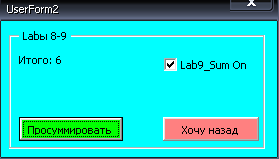 UserForm2
Labы 8-9
Итого: 6
Lab9_Sum On
Просуммировать
Хочу назад